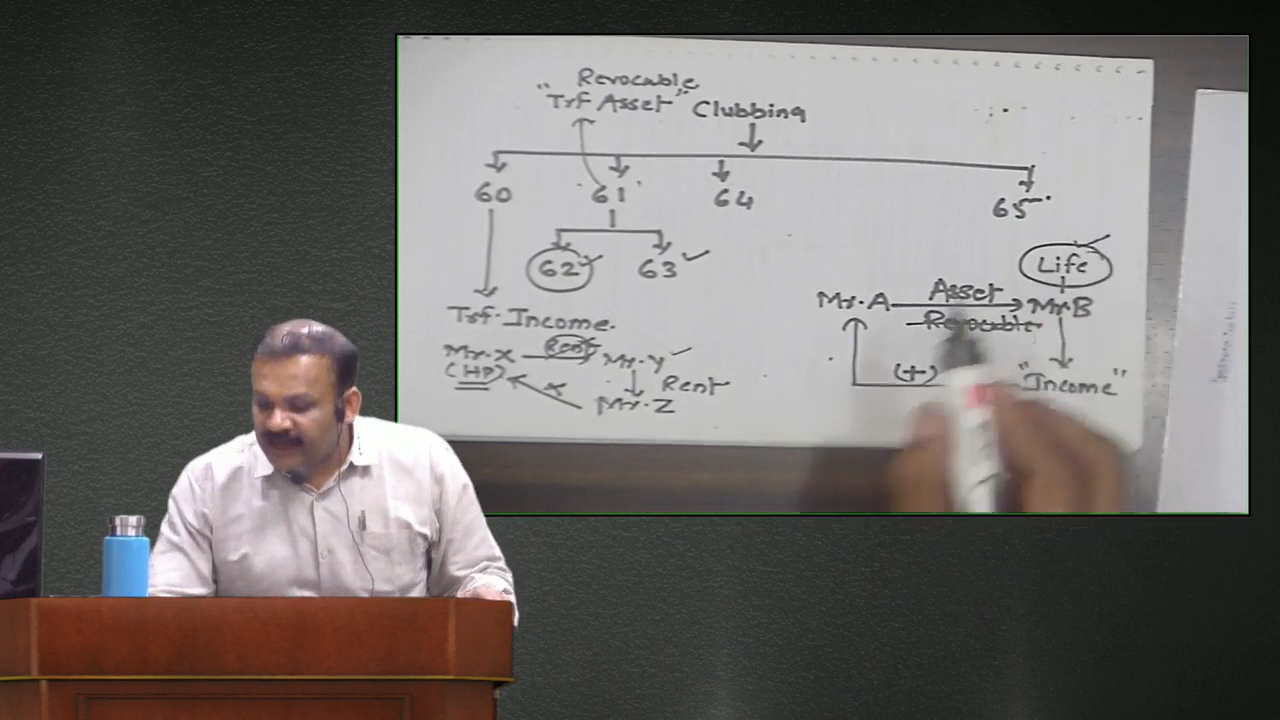 Revocable
"Trf Asset" Clubbing
60 61 64 65
62 63
Trf. Income.
Mr. X Rent Mr. Y
(HP)
Rent
Mr. Z
Life
Mr. A Asset Mr. B
Revocable
(+) "Income"